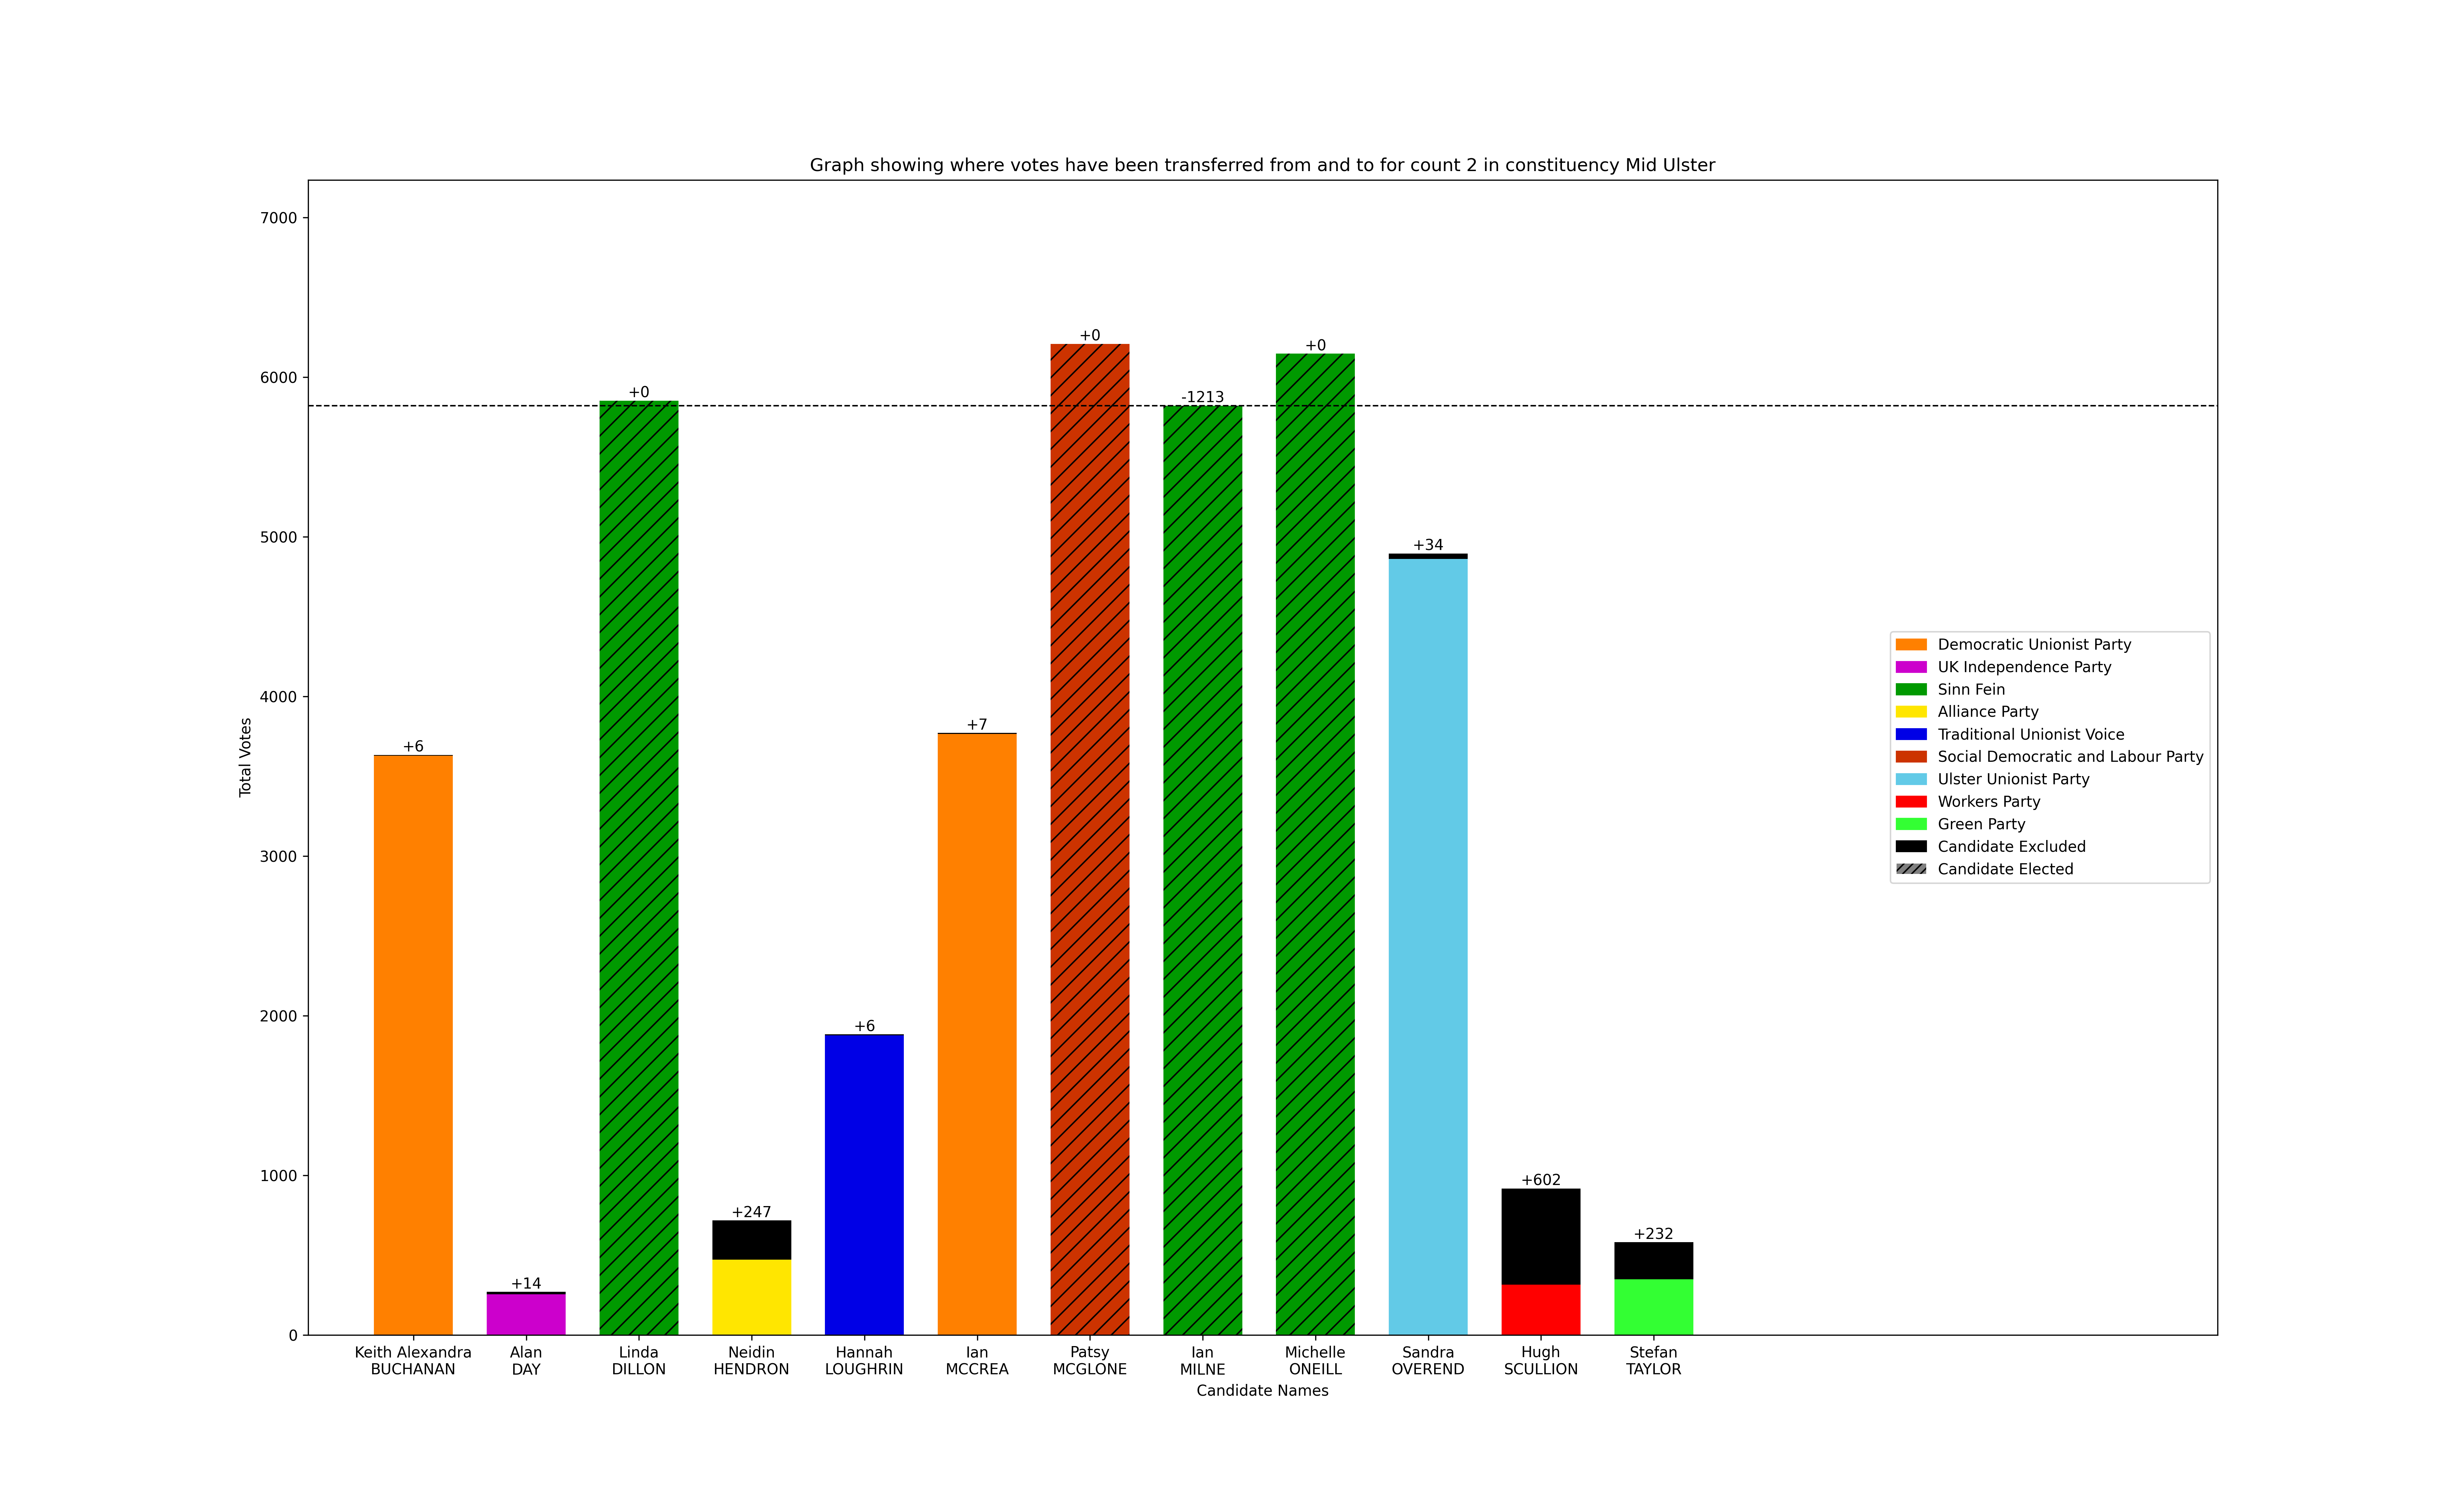 Graph showing where votes have been transferred from and to for count 2 in constituency Mid Ulster
Total Votes
7000
6000
5000
4000
3000
2000
1000
0
+6
+14
+0
+247
+6
+7
+0
-1213
+0
+34
+602
+232
Democratic Unionist Party
UK Independence Party
Sinn Fein
Alliance Party
Traditional Unionist Voice
Social Democratic and Labour Party
Ulster Unionist Party
Workers Party
Green Party
Candidate Excluded
Candidate Elected
Keith Alexandra
BUCHANAN
Alan
DAY
Linda
DILLON
Neidin
HENDRON
Hannah
LOUGHRIN
Ian
MCCREA
Patsy
MCGLONE
Ian
MILNE
Michelle
ONEILL
Sandra
OVEREND
Hugh
SCULLION
Stefan
TAYLOR
Candidate Names